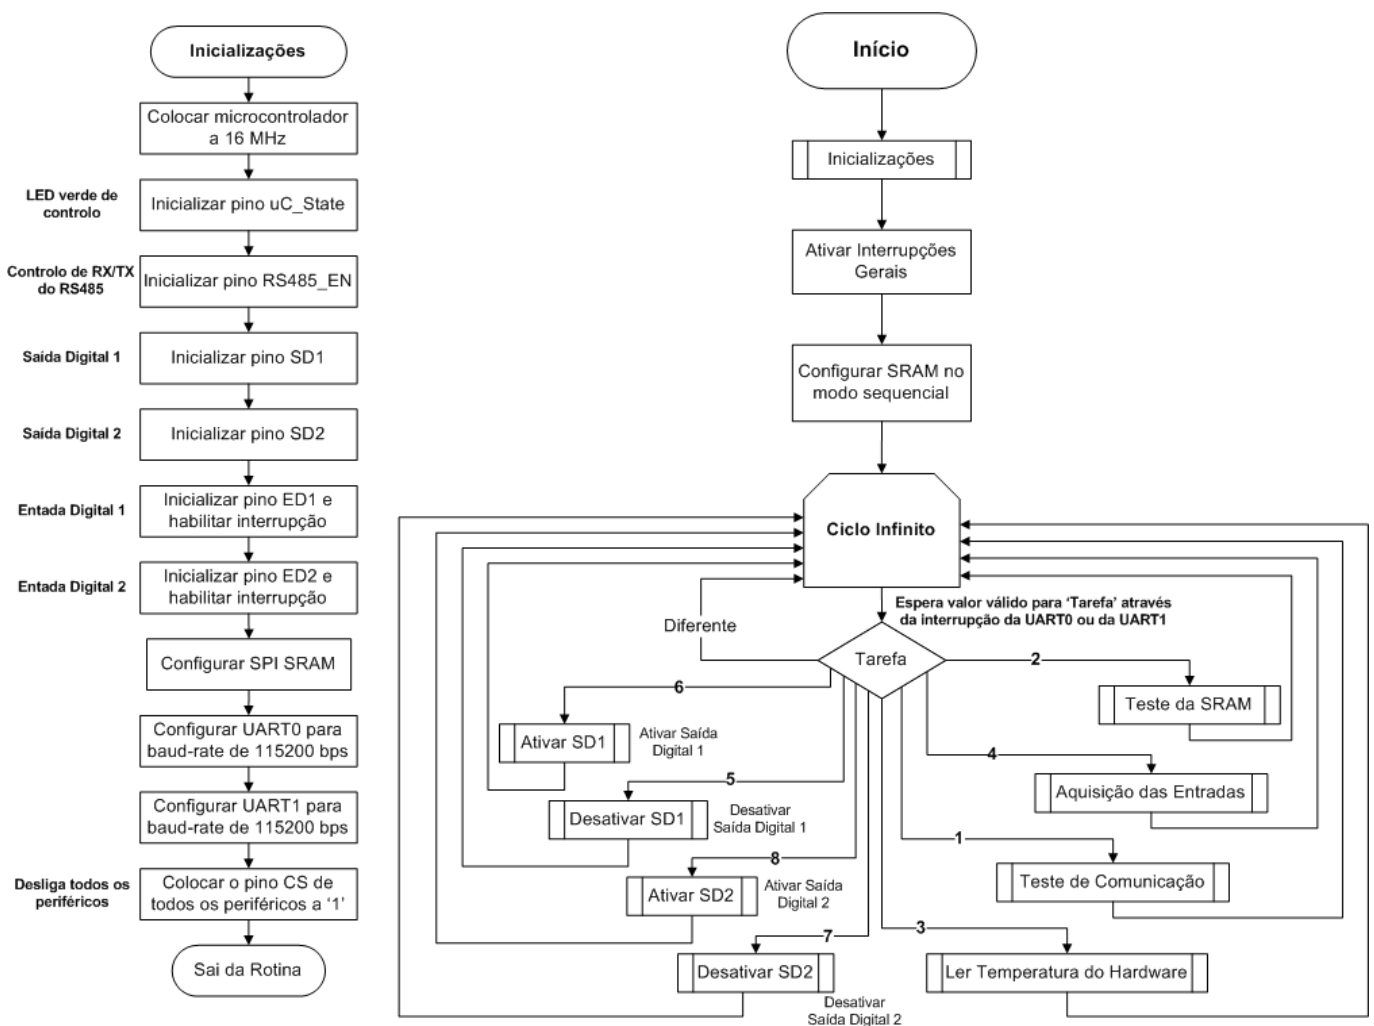 Inicializações
Colocar microcontrolador
a 16 MHz
LED verde de
controlo
Inicializar pino uC_State
Controlo de RX/TX
do RS485
Inicializar pino RS485_EN
Saída Digital 1
Inicializar pino SD1
Saída Digital 2
Inicializar pino SD2
Entada Digital 1
Inicializar pino ED1 e
habilitar interrupção
Entada Digital 2
Inicializar pino ED2 e
habilitar interrupção
Configurar SPI SRAM
Configurar UART0 para
baud-rate de 115200 bps
Configurar UART1 para
baud-rate de 115200 bps
Desliga todos os
periféricos
Colocar o pino CS de
todos os periféricos a ‘1’
Sai da Rotina
Início
Inicializações
Ativar Interrupções
Gerais
Configurar SRAM no
modo sequencial
Ciclo Infinito
Espera valor válido para ‘Tarefa’ através
da interrupção da UART0 ou da UART1
Diferente
Tarefa
2
Teste da SRAM
6
Ativar SD1
Ativar Saída
Digital 1
4
Aquisição das Entradas
5
Desativar SD1
Desativar
Saída Digital 1
1
Teste de Comunicação
8
Ativar SD2
Ativar Saída
Digital 2
3
Ler Temperatura do Hardware
7
Desativar SD2
Desativar
Saída Digital 2